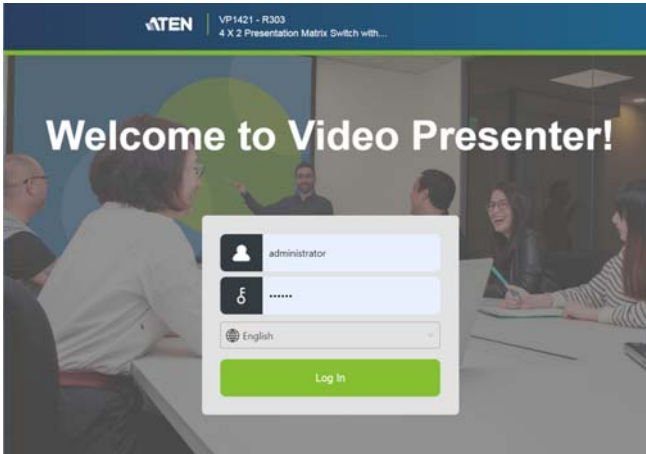 ATEN
VP1421 - R303
4 X 2 Presentation Matrix Switch with...
Welcome to Video Presenter!
administrator
••••••
English
Log In